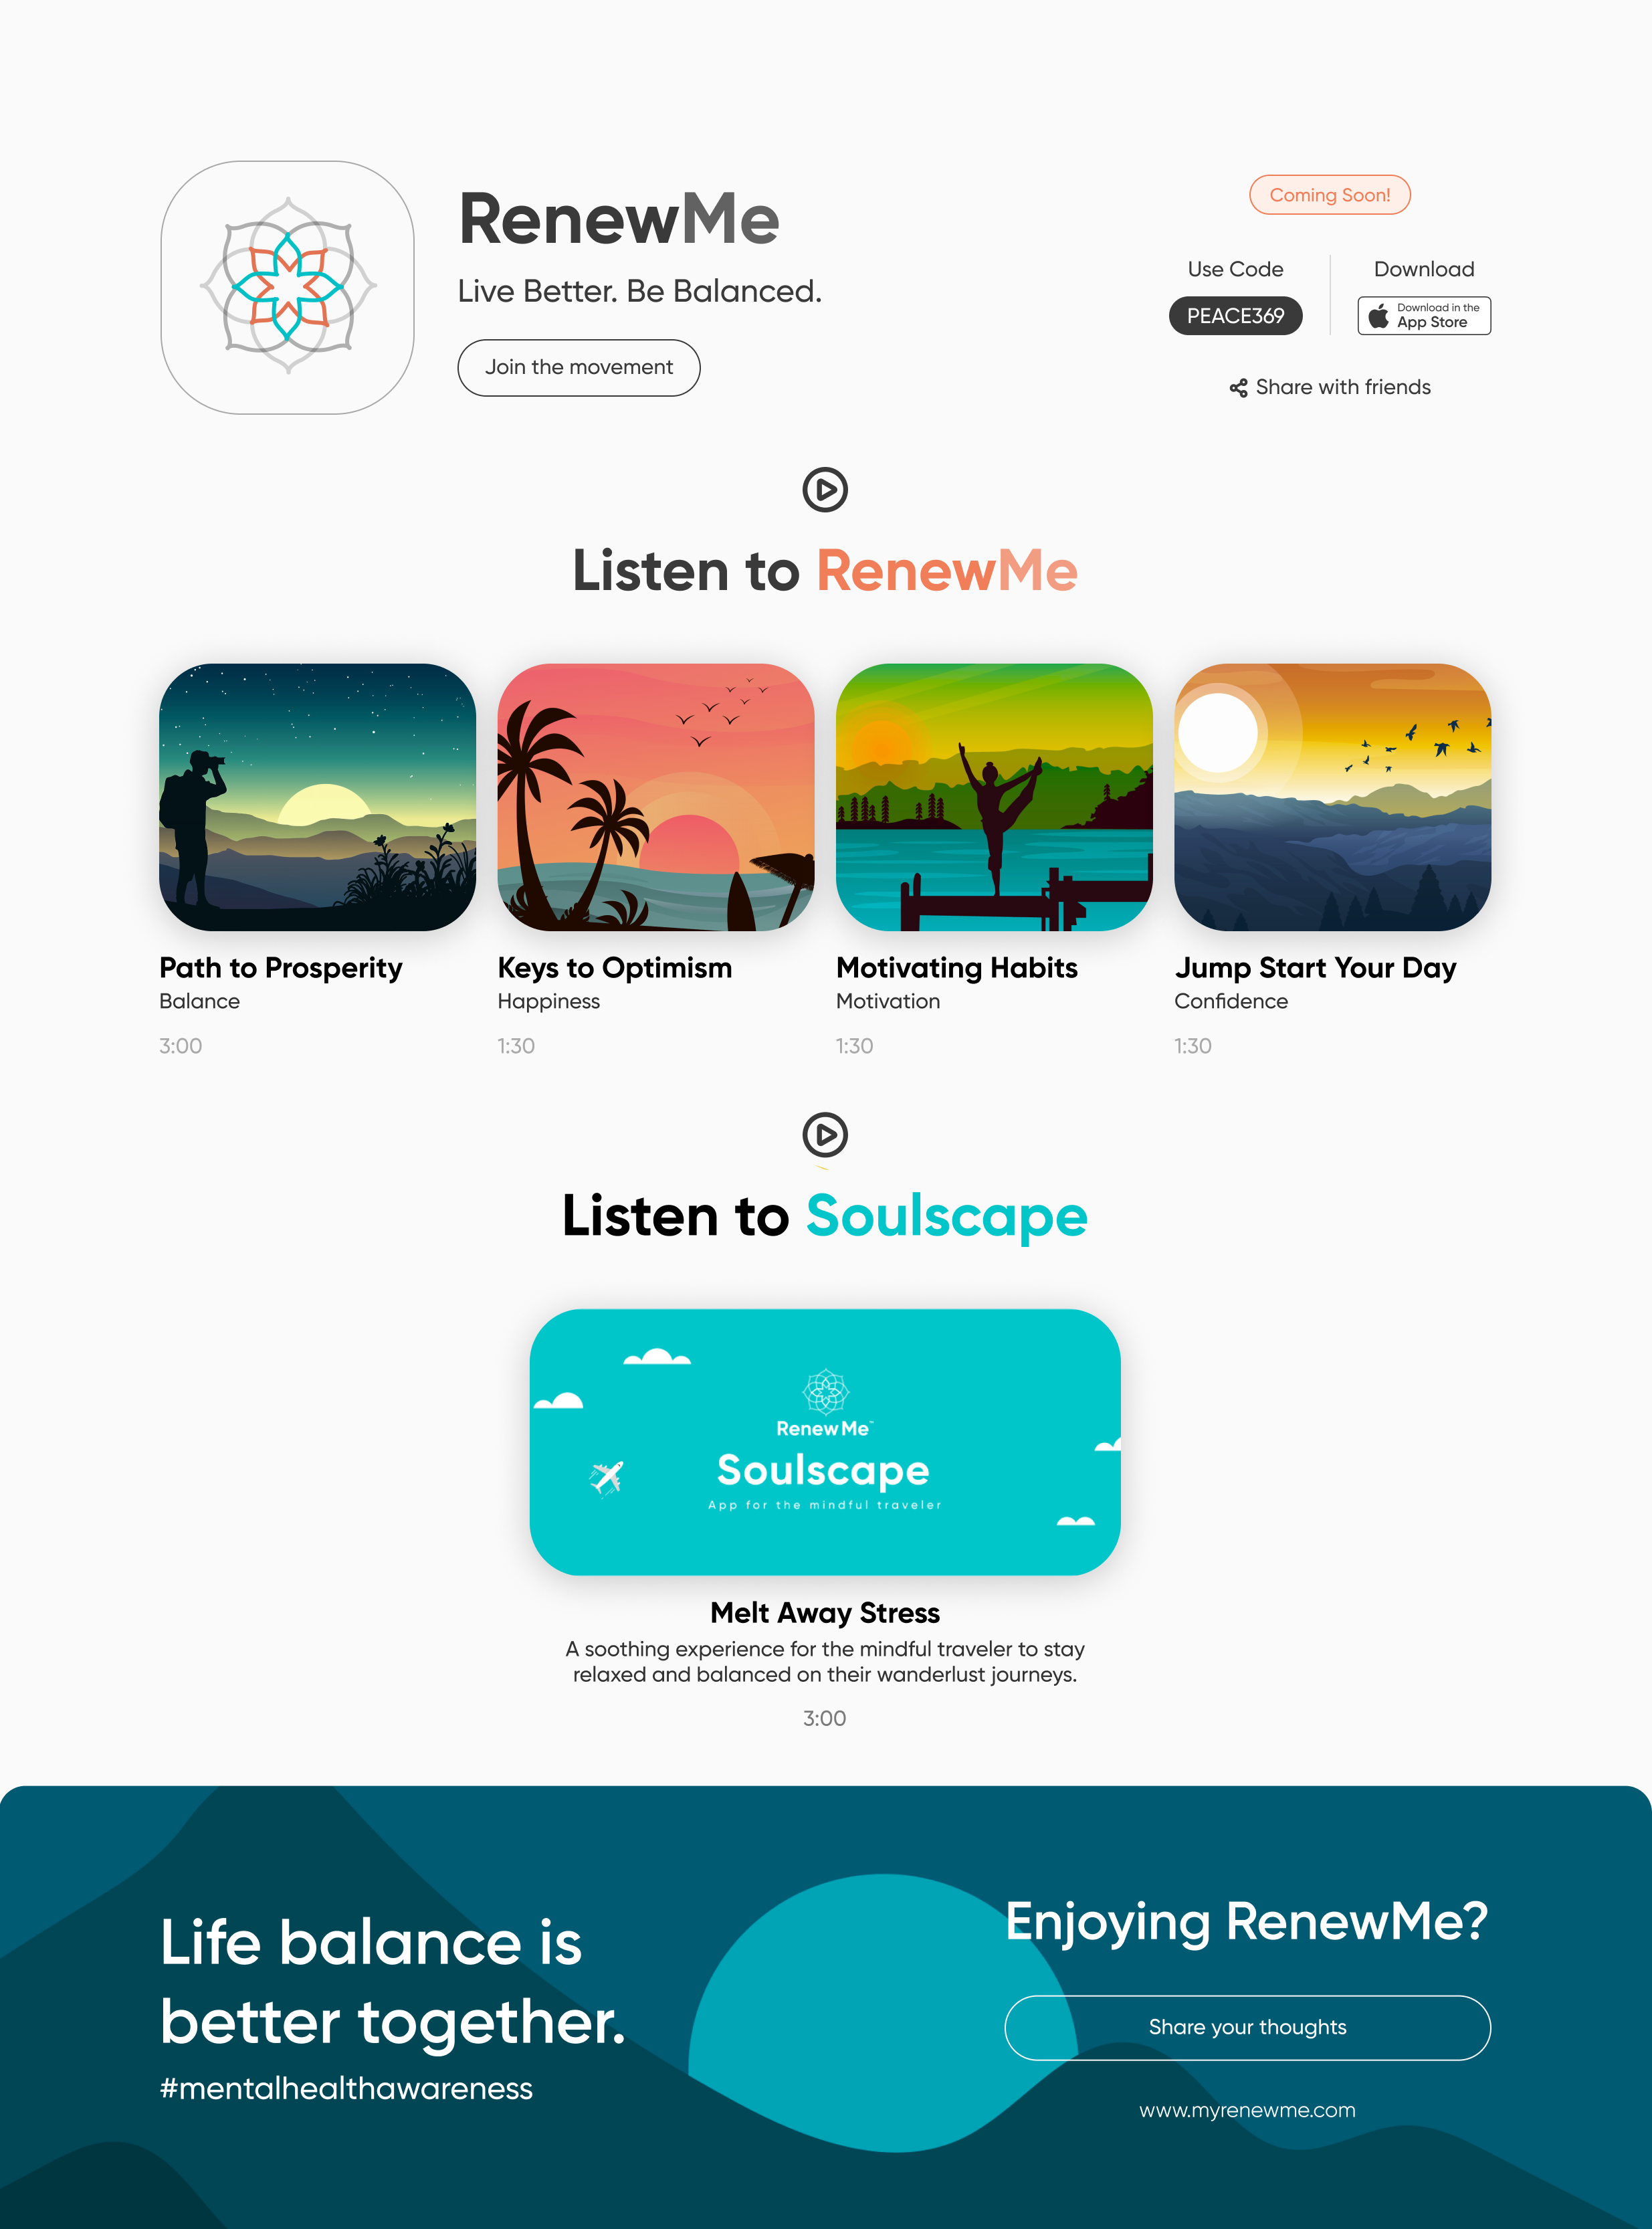 RenewMe
Live Better. Be Balanced.
Join the movement
Coming Soon!
Use Code
PEACE369
Download
Download in the
App Store
Share with friends
Listen to RenewMe
Path to Prosperity
Balance
3:00
Keys to Optimism
Happiness
1:30
Motivating Habits
Motivation
1:30
Jump Start Your Day
Confidence
1:30
Listen to Soulscape
Renew Me™
Soulscape
App for the mindful traveler
Melt Away Stress
A soothing experience for the mindful traveler to stay
relaxed and balanced on their wanderlust journeys.
3:00
Life balance is
better together.
#mentalhealthawareness
Enjoying RenewMe?
Share your thoughts
www.myrenewme.com